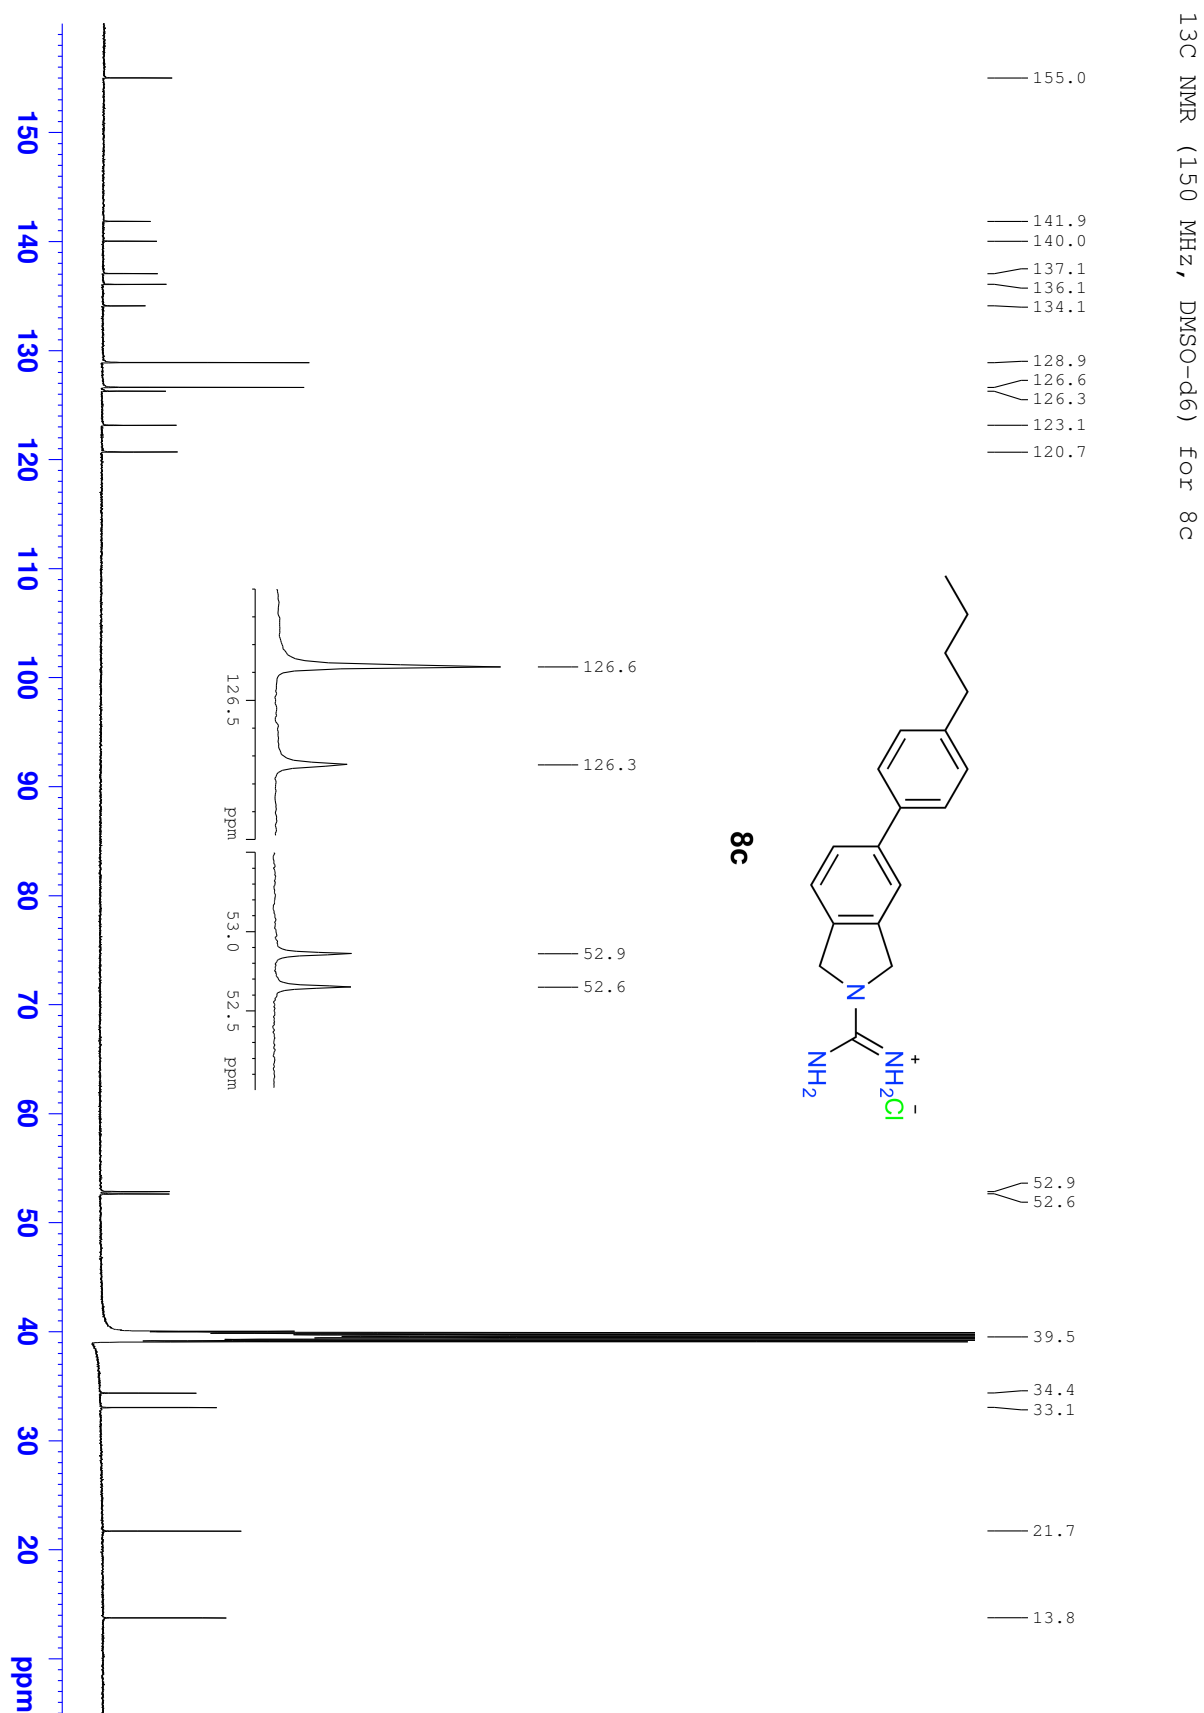 13C NMR (150 MHz, DMSO-d6) for 8c
155.0
141.9
140.0
137.1
136.1
134.1
128.9
126.6
126.3
123.1
120.7
52.9
52.6
39.5
34.4
33.1
21.7
13.8
N
NH2
+
NH2
Cl
-
8c
126.6
126.3
52.9
52.6
126.5 ppm
53.0 52.5 ppm
150 140 130 120 110 100 90 80 70 60 50 40 30 20 ppm